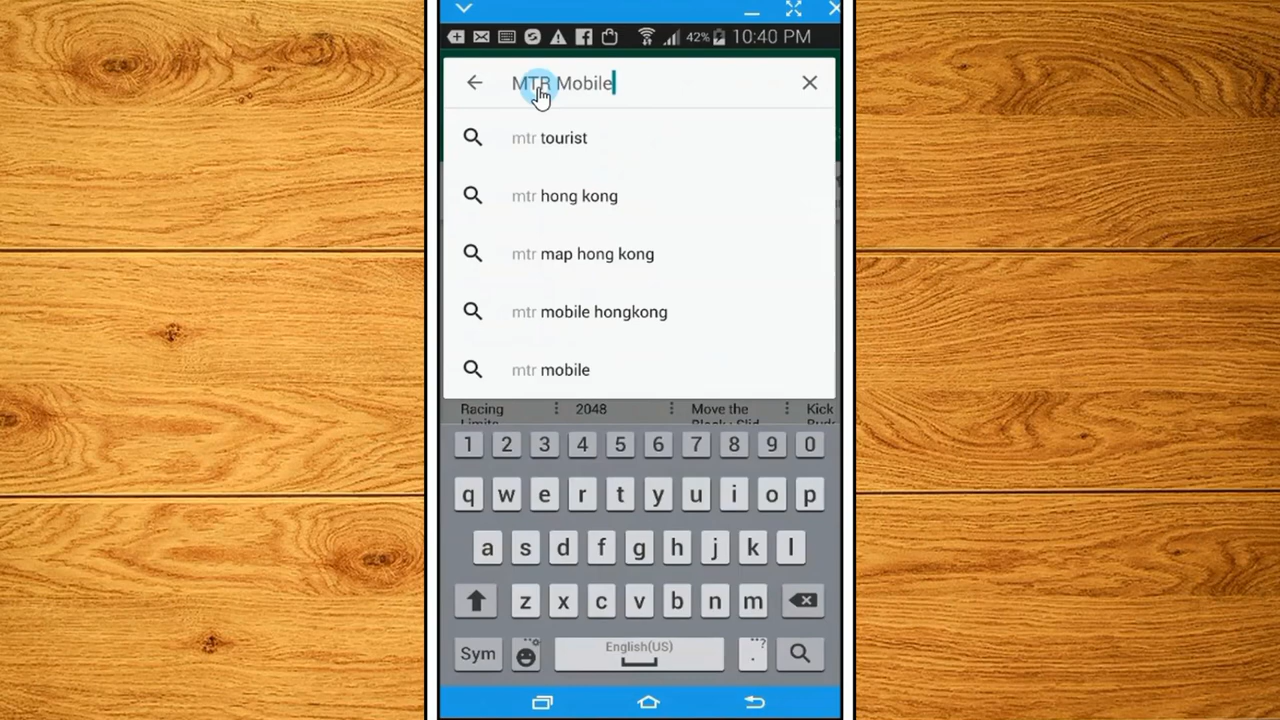 42% 10:40 PM
MTR Mobile
mtr tourist
mtr hong kong
mtr map hong kong
mtr mobile hongkong
mtr mobile
Racing 2048 Move the Kick
Limits
1 2 3 4 5 6 7 8 9 0
q w e r t y u i o p
a s d f g h j k l
z x c v b n m
Sym English(US) . ?